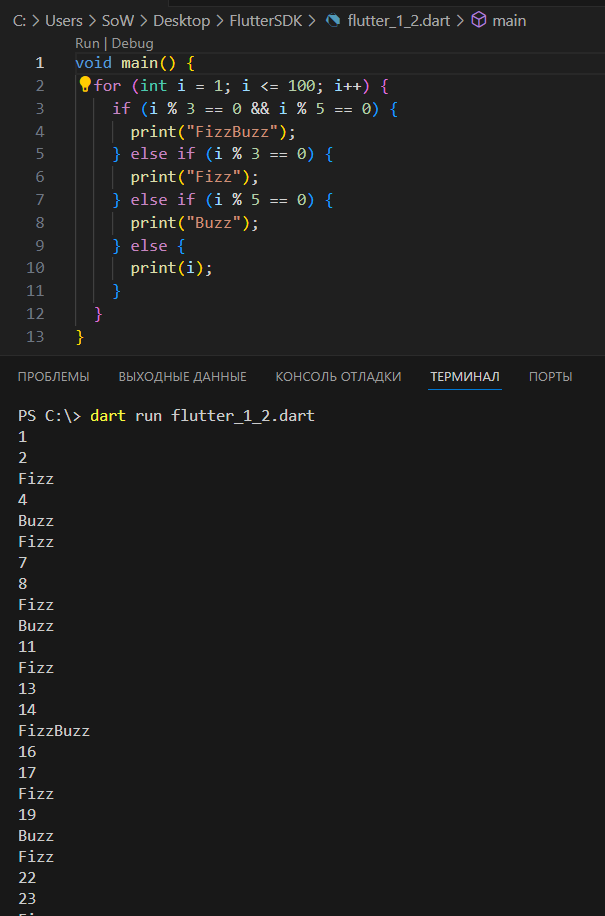 C: > Users > SoW > Desktop > FlutterSDK > flutter_1_2.dart > main
Run | Debug
1 void main() {
2 for (int i = 1; i <= 100; i++) {
3 if (i % 3 == 0 && i % 5 == 0) {
4 print("FizzBuzz");
5 } else if (i % 3 == 0) {
6 print("Fizz");
7 } else if (i % 5 == 0) {
8 print("Buzz");
9 } else {
10 print(i);
11 }
12 }
13 }
ПРОБЛЕМЫ ВЫХОДНЫЕ ДАННЫЕ КОНСОЛЬ ОТЛАДКИ ТЕРМИНАЛ ПОРТЫ
PS C:\> dart run flutter_1_2.dart
1
2
Fizz
4
Buzz
Fizz
7
8
Fizz
Buzz
11
Fizz
13
14
FizzBuzz
16
17
Fizz
19
Buzz
Fizz
22
23